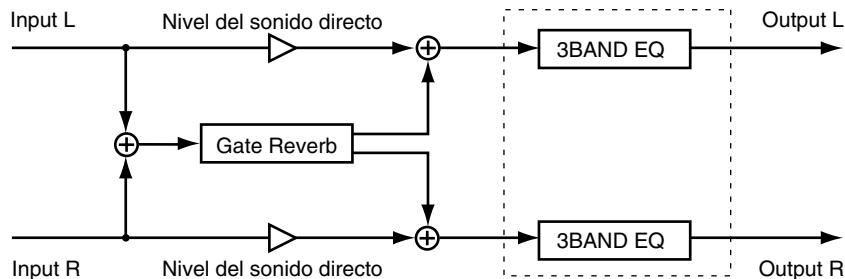 Input L
Nivel del sonido directo
Output L
3BAND EQ
Gate Reverb
3BAND EQ
Input R
Nivel del sonido directo
Output R